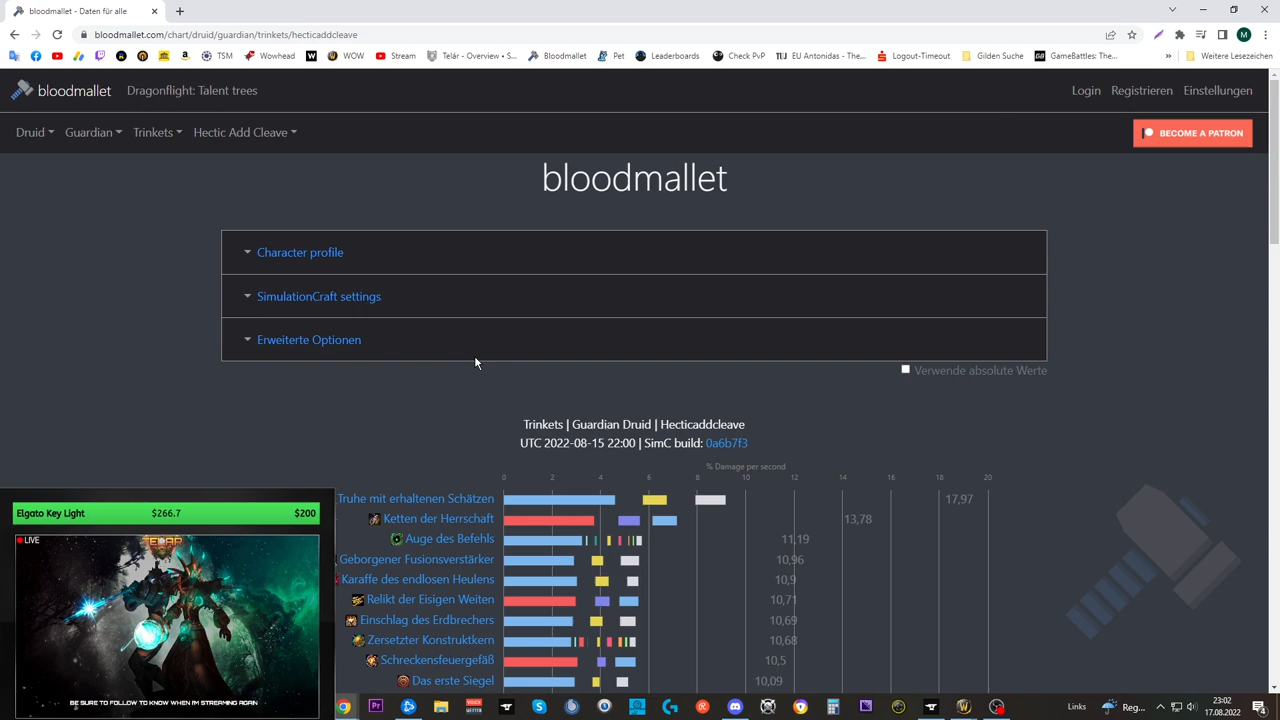 bloodmallet - Daten für alle
bloodmallet.com/chart/druid/guardian/trinkets/hecticaddcleave
TSM Wowhead WOW Stream Telár - Overview • S... Bloodmallet Pet Leaderboards Check PvP EU Antonidas - The... Logout-Timeout Gilden Suche GameBattles: The... » Weitere Lesezeichen
bloodmallet Dragonflight: Talent trees Login Registrieren Einstellungen
Druid Guardian Trinkets Hectic Add Cleave BECOME A PATRON
bloodmallet
Character profile
SimulationCraft settings
Erweiterte Optionen
Verwende absolute Werte
Trinkets | Guardian Druid | Hecticaddcleave
UTC 2022-08-15 22:00 | SimC build: 0a6b7f3
% Damage per second
0 2 4 6 8 10 12 14 16 18 20
Truhe mit erhaltenen Schätzen 17,97
Ketten der Herrschaft 13,78
Auge des Befehls 11,19
Geborgener Fusionsverstärker 10,96
Karaffe des endlosen Heulens 10,9
Relikt der Eisigen Weiten 10,71
Einschlag des Erdbrechers 10,69
Zersetzter Konstruktkern 10,68
Schreckensfeuergefäß 10,5
Das erste Siegel 10,09
Elgato Key Light $266.7 $200
LIVE
TELAR
BE SURE TO FOLLOW TO KNOW WHEN I'M STREAMING AGAIN
Links Reg... 23:02
17.08.2022